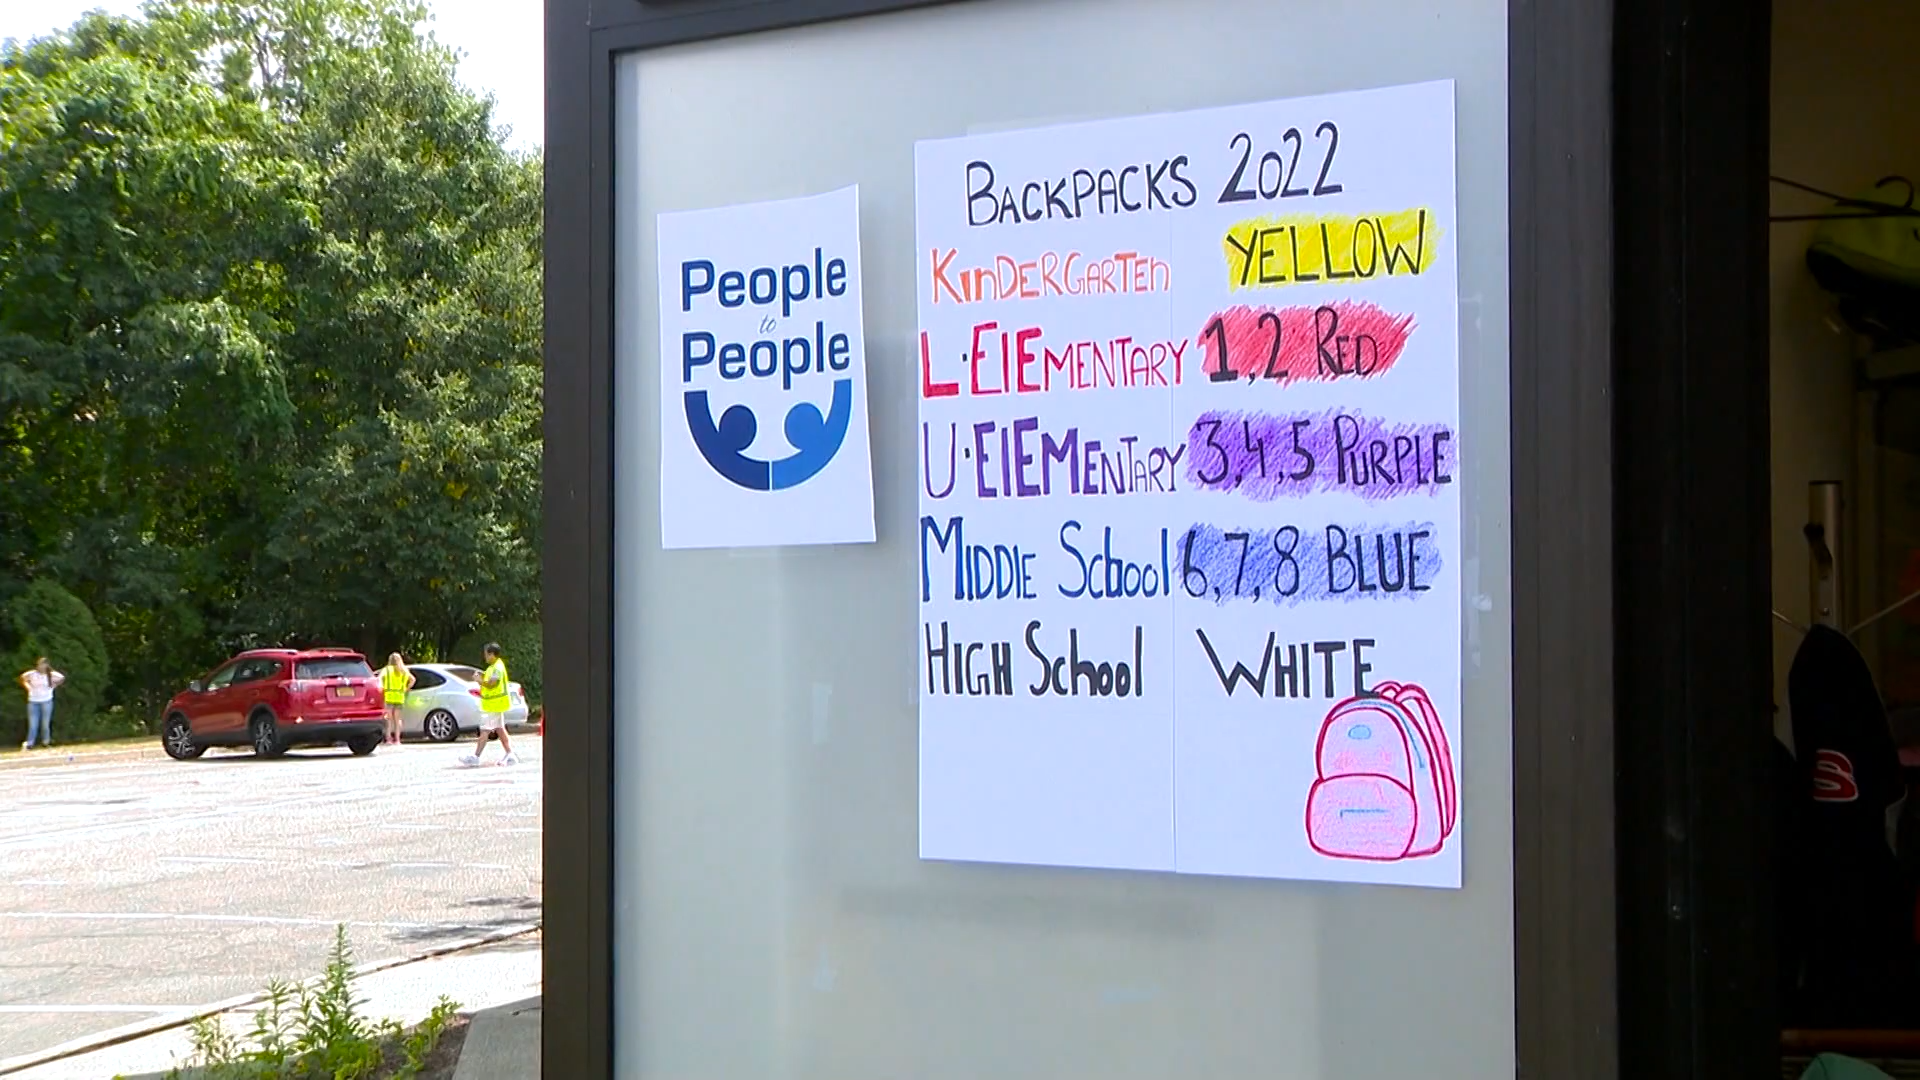 People
to
People
BACKPACKS 2022
KinDERGARTEn YELLOW
L·ElEMENTARY 1,2 RED
U·ElEMENTARY 3,4,5 PURPLE
MIDDlE School 6,7,8 BLUE
HIGH School WHITE
S